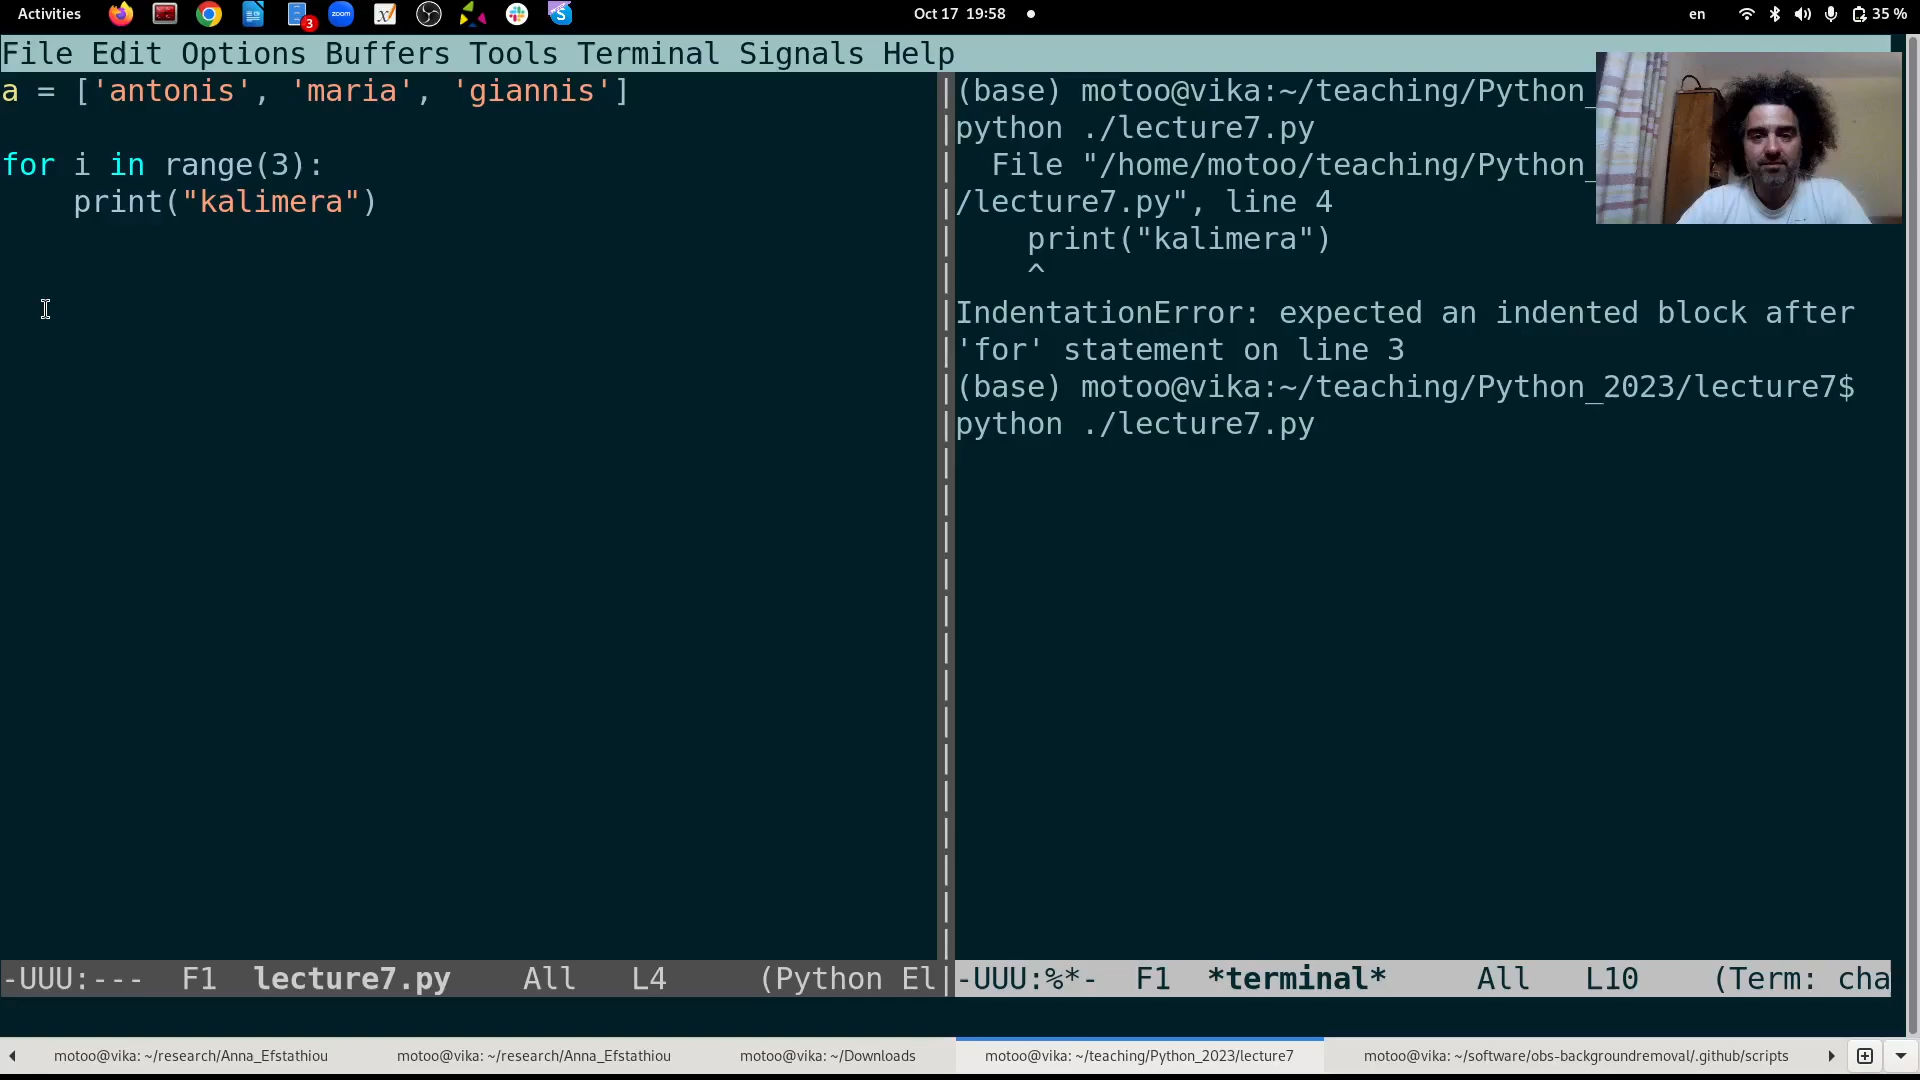 Activities
3
zoom
Oct 17 19:58
en
35 %
File Edit Options Buffers Tools Terminal Signals Help
a = ['antonis', 'maria', 'giannis']
for i in range(3):
    print("kalimera")
(base) motoo@vika:~/teaching/Python_
python ./lecture7.py
  File "/home/motoo/teaching/Python_
/lecture7.py", line 4
    print("kalimera")
    ^
IndentationError: expected an indented block after
'for' statement on line 3
(base) motoo@vika:~/teaching/Python_2023/lecture7$
python ./lecture7.py
-UUU:---  F1  lecture7.py    All   L4     (Python El
-UUU:%*-  F1  *terminal*     All   L10    (Term: cha
motoo@vika: ~/research/Anna_Efstathiou
motoo@vika: ~/research/Anna_Efstathiou
motoo@vika: ~/Downloads
motoo@vika: ~/teaching/Python_2023/lecture7
motoo@vika: ~/software/obs-backgroundremoval/.github/scripts